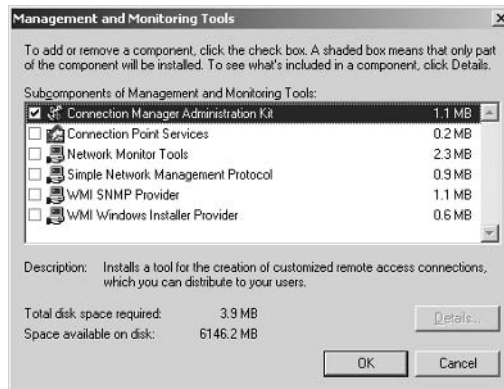 Management and Monitoring Tools
To add or remove a component, click the check box. A shaded box means that only part
of the component will be installed. To see what's included in a component, click Details.
Subcomponents of Management and Monitoring Tools:
Connection Manager Administration Kit 1.1 MB
Connection Point Services 0.2 MB
Network Monitor Tools 2.3 MB
Simple Network Management Protocol 0.9 MB
WMI SNMP Provider 1.1 MB
WMI Windows Installer Provider 0.6 MB
Description: Installs a tool for the creation of customized remote access connections,
which you can distribute to your users.
Total disk space required: 3.9 MB
Details...
Space available on disk: 6146.2 MB
OK Cancel